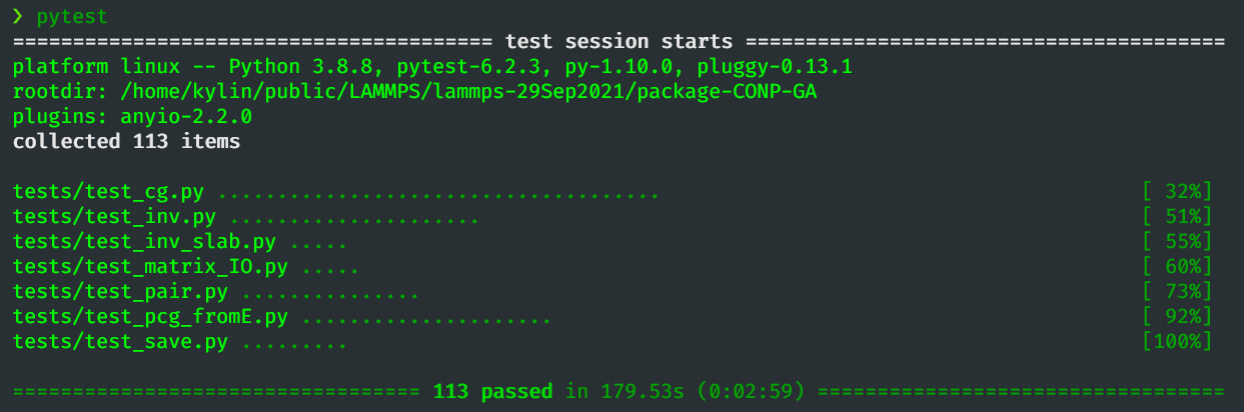 ❯ pytest
======================================== test session starts ========================================
platform linux -- Python 3.8.8, pytest-6.2.3, py-1.10.0, pluggy-0.13.1
rootdir: /home/kylin/public/LAMMPS/lammps-29Sep2021/package-CONP-GA
plugins: anyio-2.2.0
collected 113 items
tests/test_cg.py ..................................... [ 32%]
tests/test_inv.py ..................... [ 51%]
tests/test_inv_slab.py ..... [ 55%]
tests/test_matrix_IO.py ..... [ 60%]
tests/test_pair.py ............... [ 73%]
tests/test_pcg_fromE.py ..................... [ 92%]
tests/test_save.py ......... [100%]
================================== 113 passed in 179.53s (0:02:59) ==================================